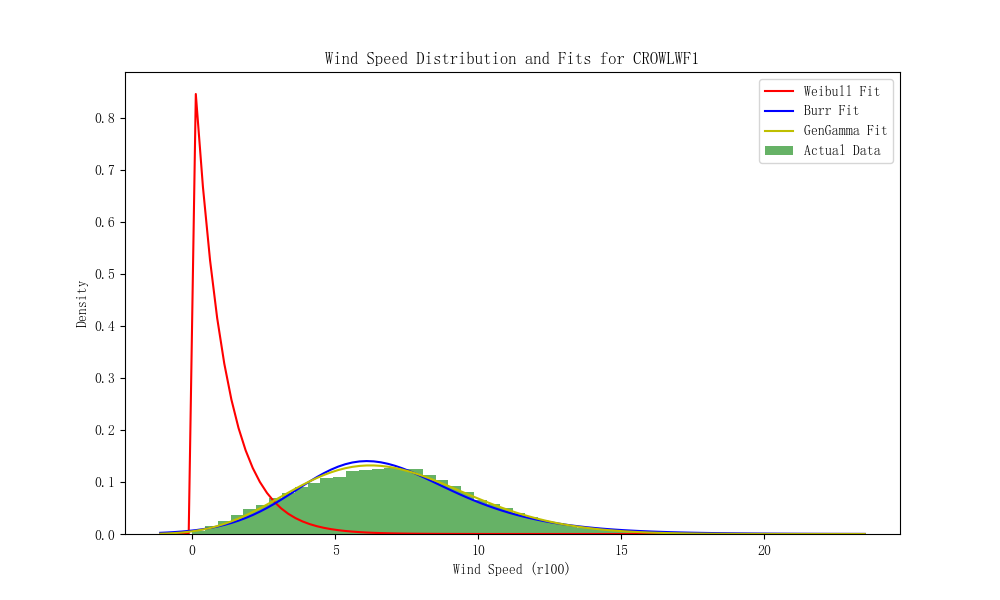 Wind Speed Distribution and Fits for CROWLWF1
Weibull Fit
Burr Fit
GenGamma Fit
Actual Data
Density
0.8
0.7
0.6
0.5
0.4
0.3
0.2
0.1
0.0
0
5
10
15
20
Wind Speed (r100)